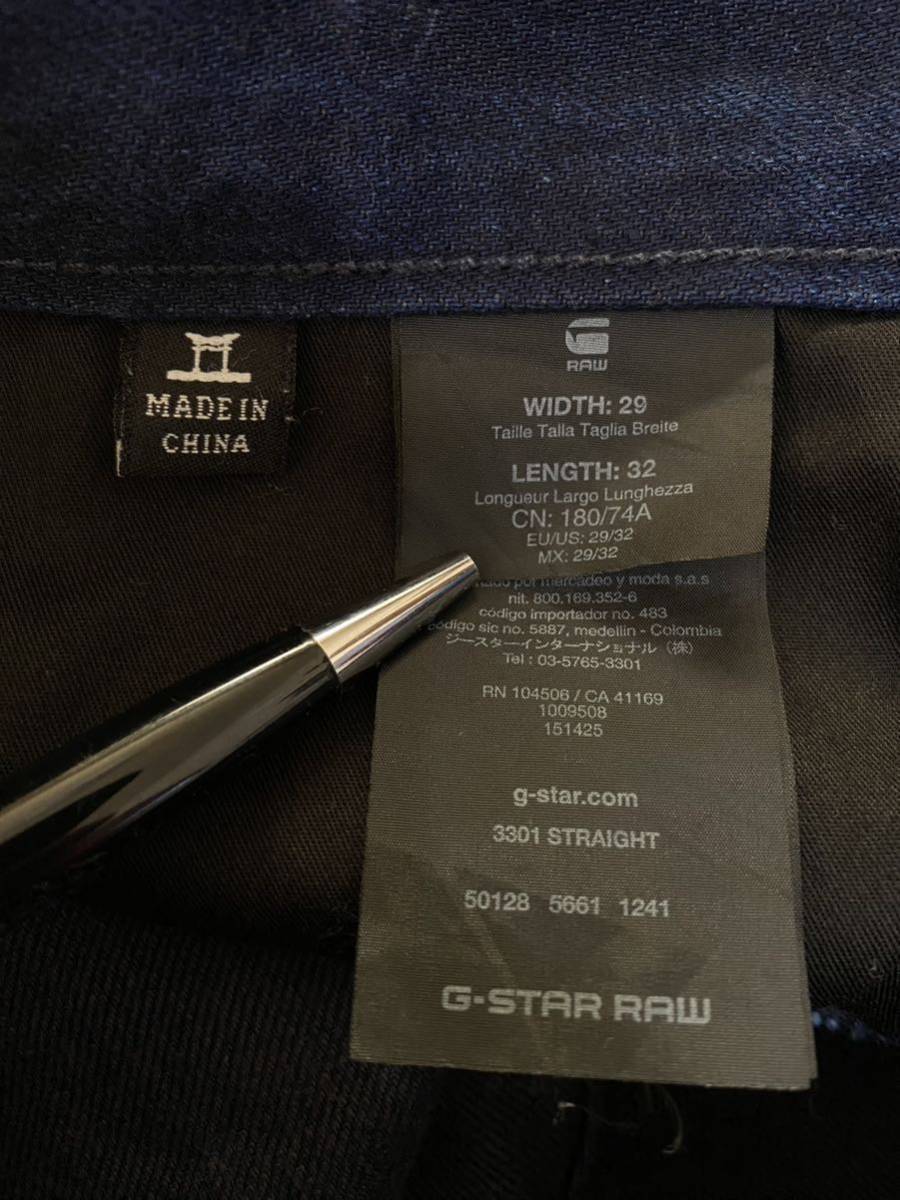 MADE IN
CHINA
RAW
WIDTH: 29
Taille Talla Taglia Breite
LENGTH: 32
Longueur Largo Lunghezza
CN: 180/74A
EU/US: 29/32
MX: 29/32
por mercadeo y moda s.a.s
nit. 800.169.352-6
código importador no. 483
sic no. 5887, medellin - Colombia
ジースターインターナショナル（株）
Tel : 03-5765-3301
RN 104506 / CA 41169
1009508
151425
g-star.com
3301 STRAIGHT
50128 5661 1241
G-STAR RAW